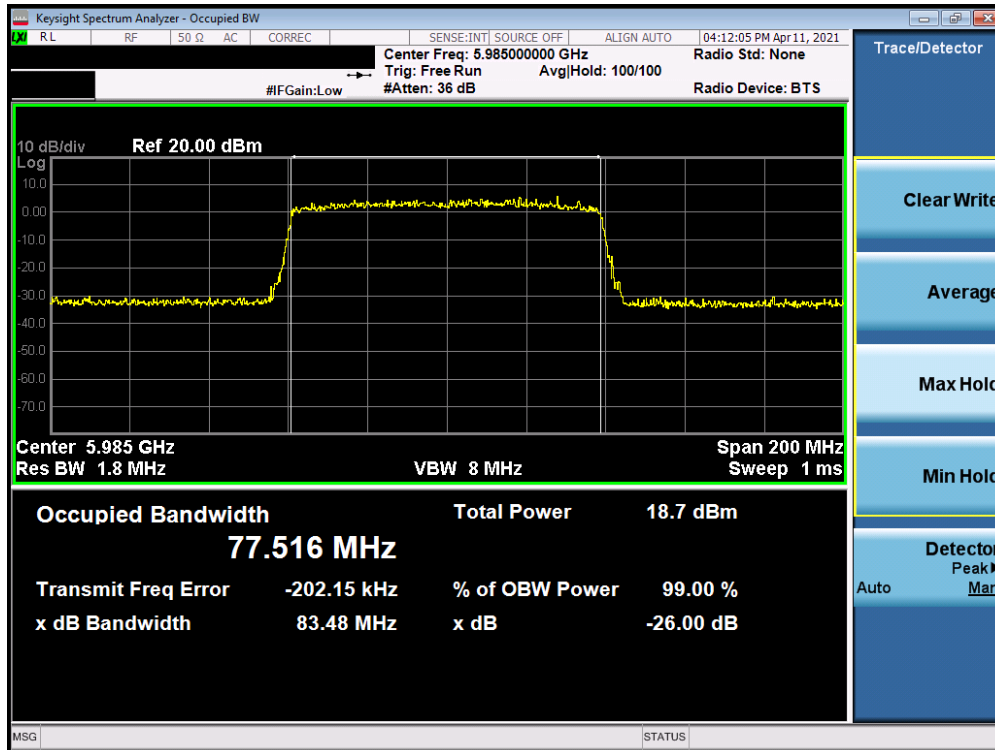 Keysight Spectrum Analyzer - Occupied BW
LXI RL RF 50 Ω AC CORREC SENSE:INT SOURCE OFF ALIGN AUTO 04:12:05 PM Apr 11, 2021
Center Freq: 5.985000000 GHz Radio Std: None
Trig: Free Run Avg|Hold: 100/100
#IFGain:Low #Atten: 36 dB Radio Device: BTS
Trace/Detector
10 dB/div Ref 20.00 dBm
Log
10.0
0.00
-10.0
-20.0
-30.0
-40.0
-50.0
-60.0
-70.0
Center 5.985 GHz Span 200 MHz
Res BW 1.8 MHz VBW 8 MHz Sweep 1 ms
Occupied Bandwidth Total Power 18.7 dBm
77.516 MHz
Transmit Freq Error -202.15 kHz % of OBW Power 99.00 %
x dB Bandwidth 83.48 MHz x dB -26.00 dB
Clear Write
Average
Max Hold
Min Hold
Detector
Peak
Auto Man
MSG STATUS